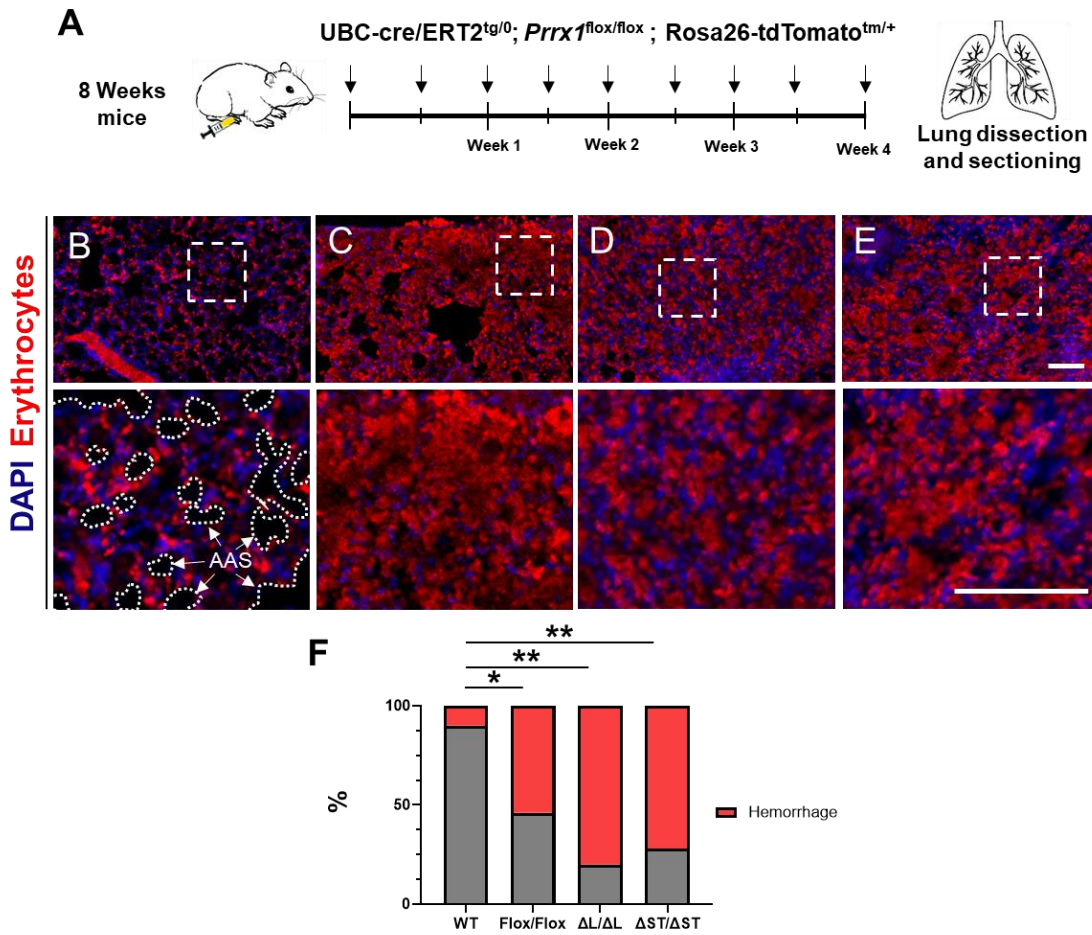 A
UBC-cre/ERT2tg/0; Prrx1flox/flox ; Rosa26-tdTomatotm/+
8 Weeks
mice
Week 1
Week 2
Week 3
Week 4
Lung dissection
and sectioning
DAPI Erythrocytes
B
C
D
E
AAS
F
**
**
*
%
100
50
0
WT
Flox/Flox
ΔL/ΔL
ΔST/ΔST
Hemorrhage